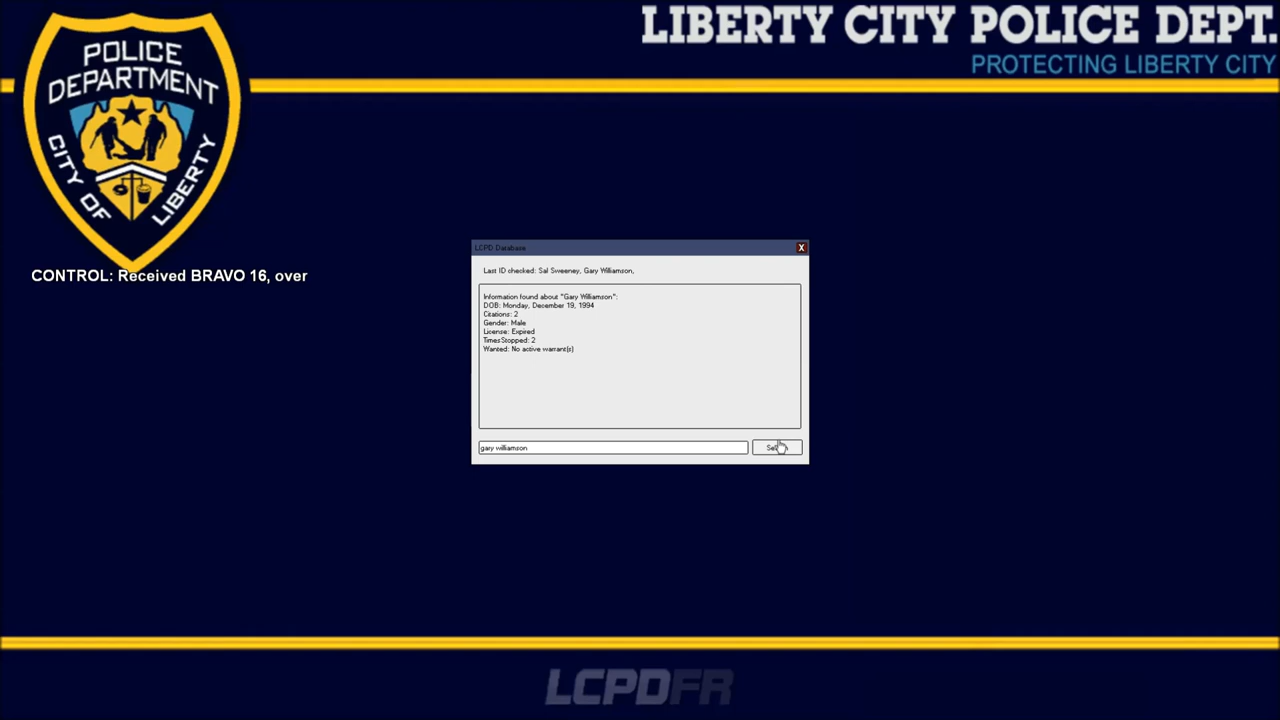 LIBERTY CITY POLICE DEPT.
PROTECTING LIBERTY CITY
POLICE
DEPARTMENT
CITY OF
LIBERTY
CONTROL: Received BRAVO 16, over
LCPD Database
X
Last ID checked: Sal Sweeney, Gary Williamson,
Information found about "Gary Williamson":
DOB: Monday, December 19, 1994
Citations: 2
Gender: Male
License: Expired
TimesStopped: 2
Wanted: No active warrant(s)
gary williamson
LCPDFR